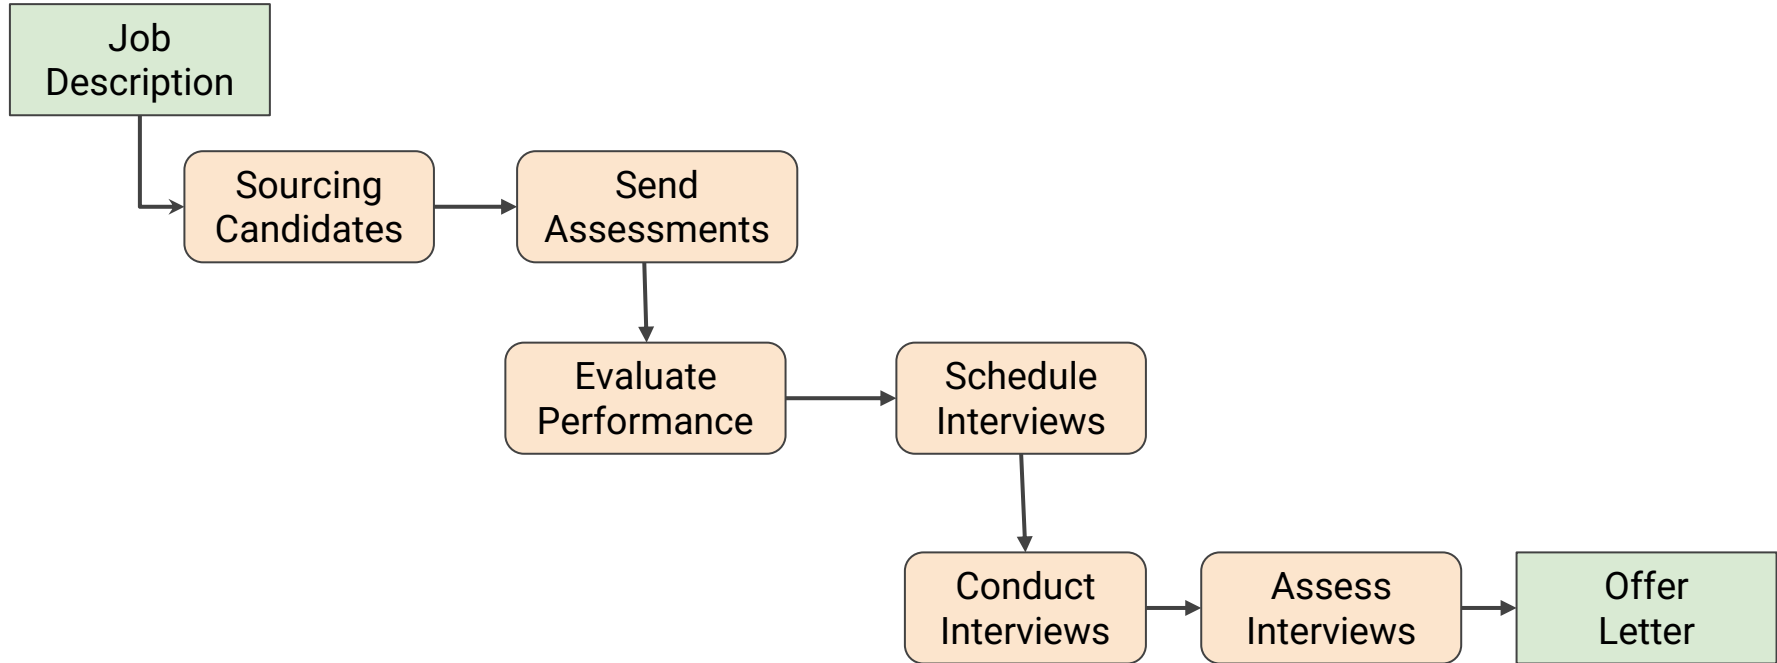 Job
Description
Sourcing
Candidates
Send
Assessments
Evaluate
Performance
Schedule
Interviews
Conduct
Interviews
Assess
Interviews
Offer
Letter